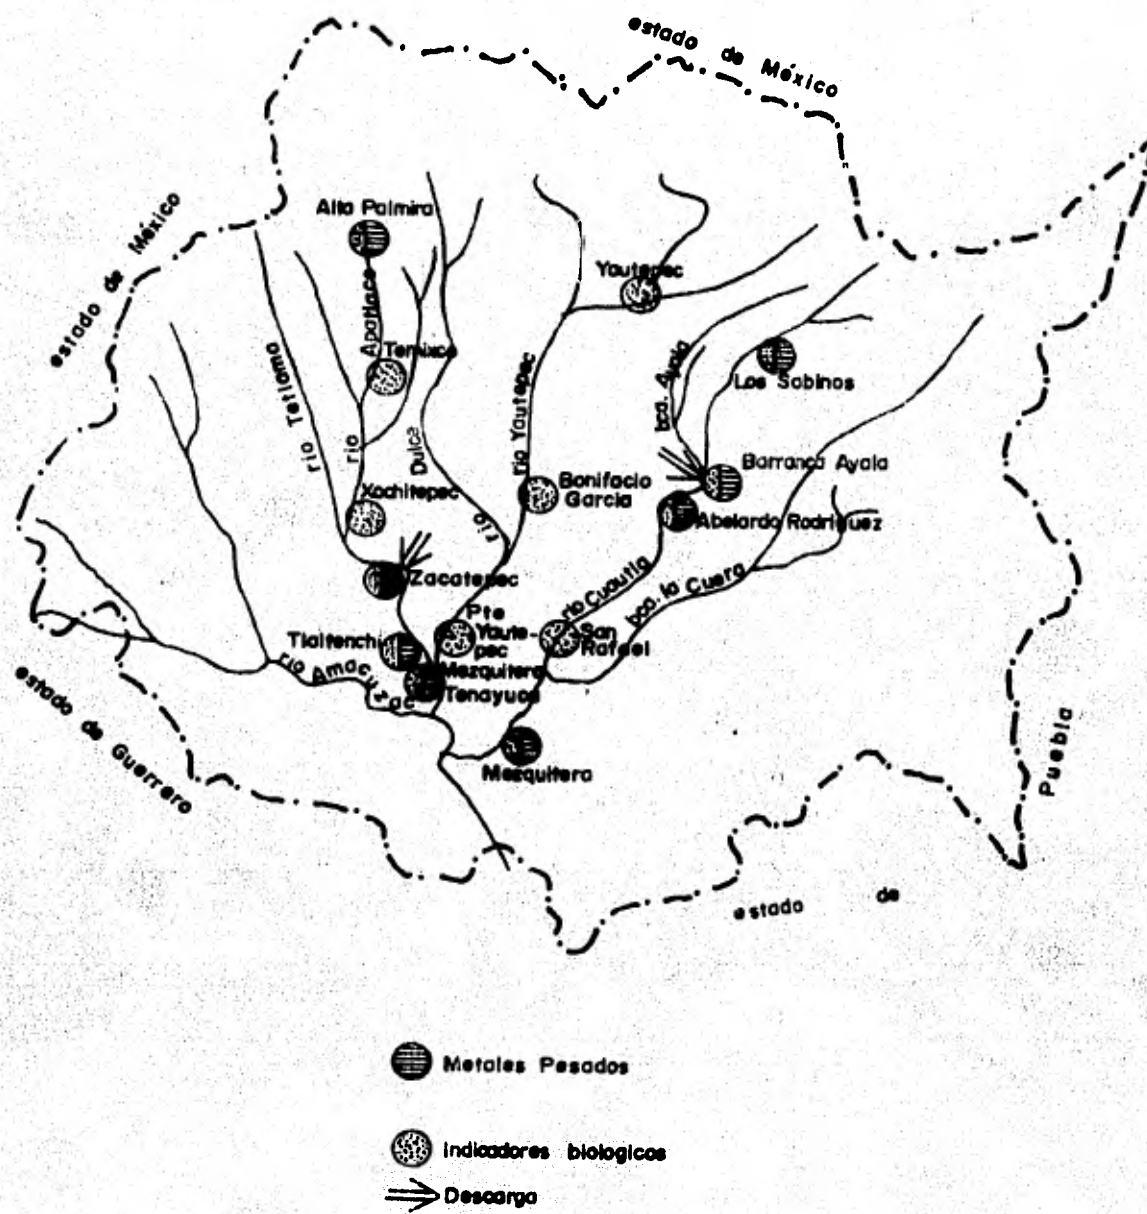 estado de México
estado de México
Alta Palmira
Yautepec
Apatlaco
Temixco
río Tetlama
río
Dulce
río
río Yautepec
bca. Ayala
Los Sabinos
Xochitepec
Bonifacio
García
Barranca Ayala
Abelardo Rodríguez
Zacatepec
río Cuautla
bca. la Cuera
Pte
Yaute-
pec
San
Rafael
Tlaltenchi
Mezquitera
Tenayuca
río Amacuzac
Mezquitera
estado de Guerrero
Puebla
estado de
Metales Pesados
Indicadores biologicos
Descarga